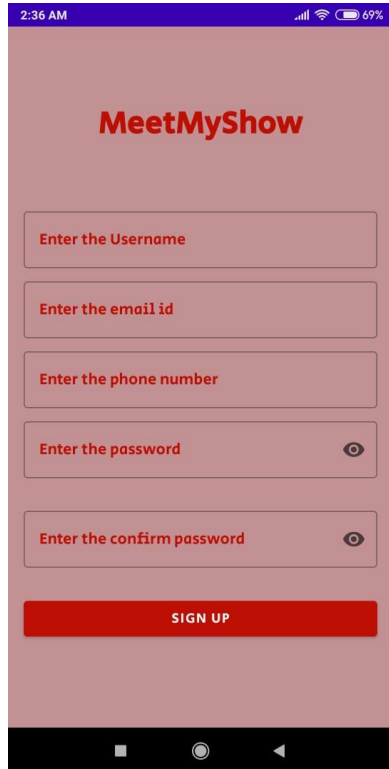 2:36 AM 69%
MeetMyShow
Enter the Username
Enter the email id
Enter the phone number
Enter the password
Enter the confirm password
SIGN UP